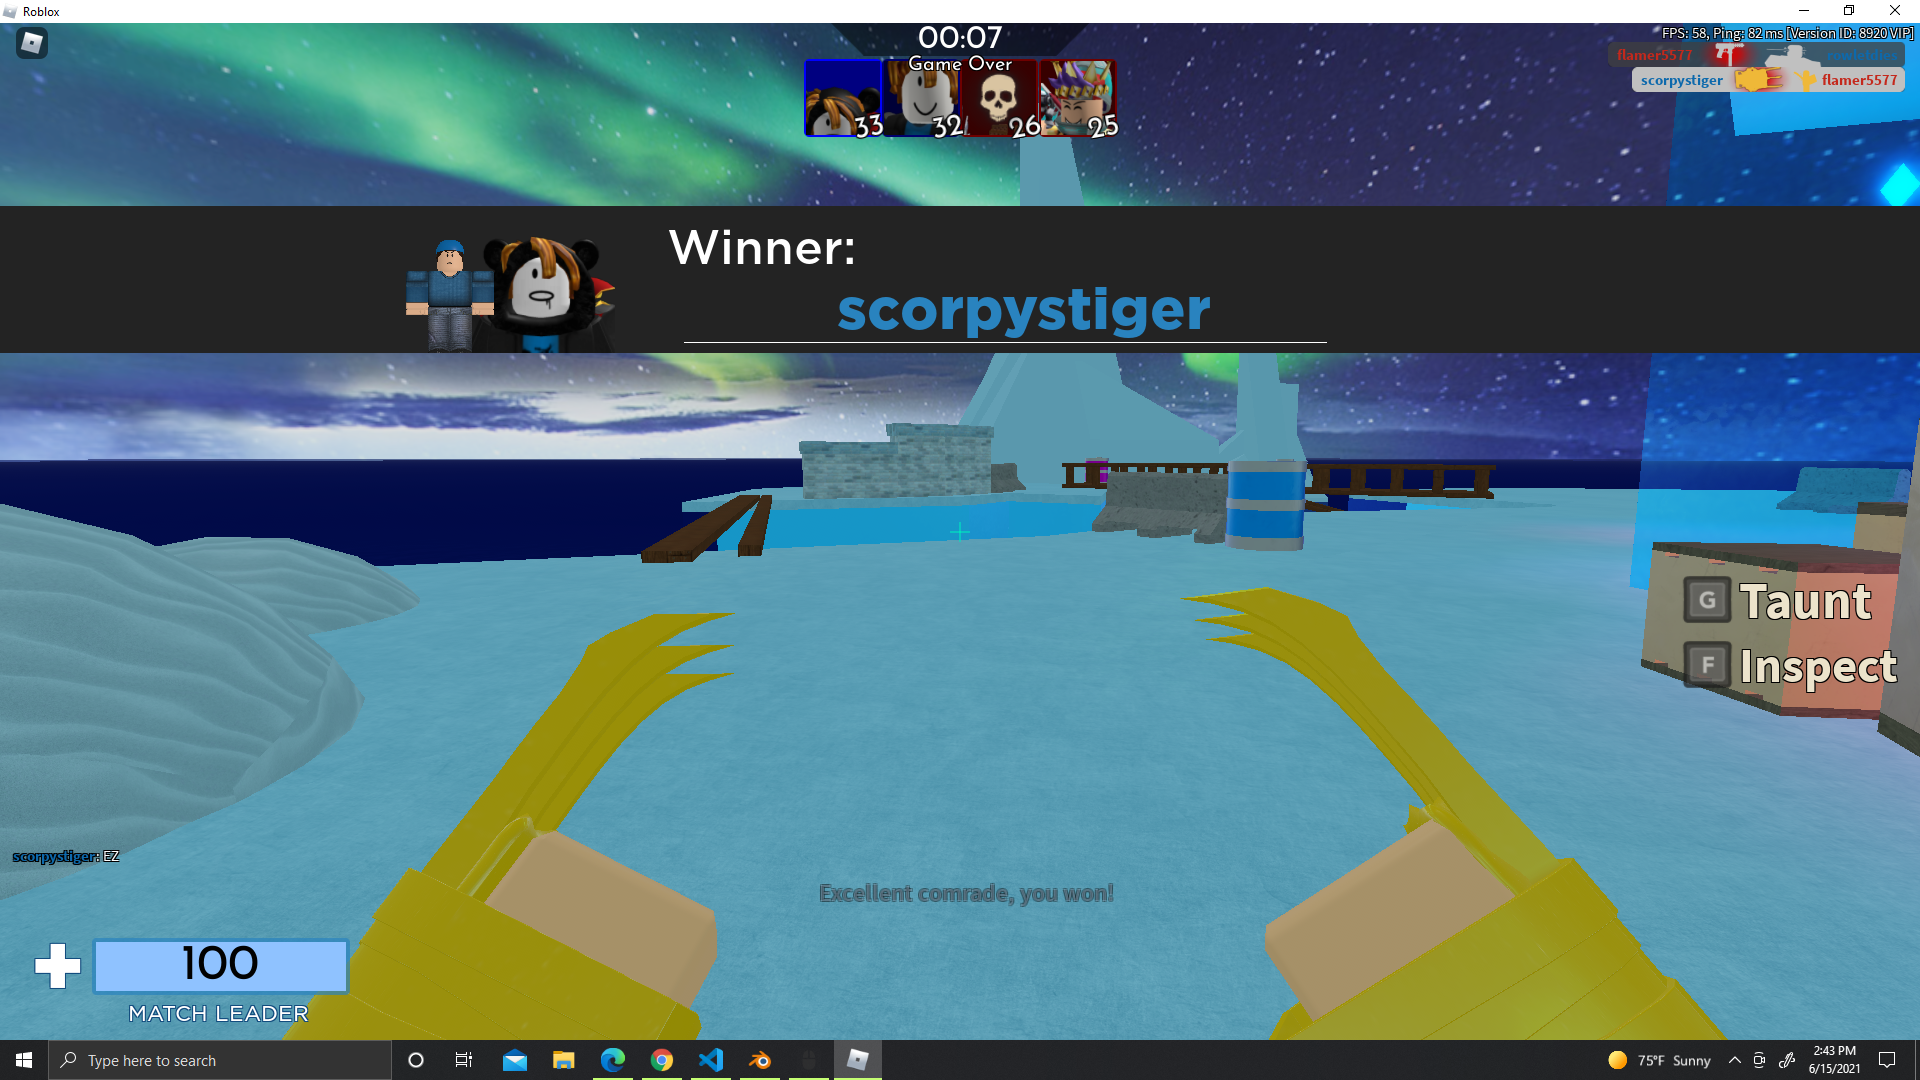 Roblox
00:07
Game Over
FPS: 58, Ping: 82 ms [Version ID: 8920 VIP]
flamer5577
scorpystiger flamer5577
33 32 26 25
Winner:
scorpystiger
G Taunt
F Inspect
scorpystiger: EZ
Excellent comrade, you won!
100
MATCH LEADER
Type here to search
75°F Sunny
2:43 PM
6/15/2021